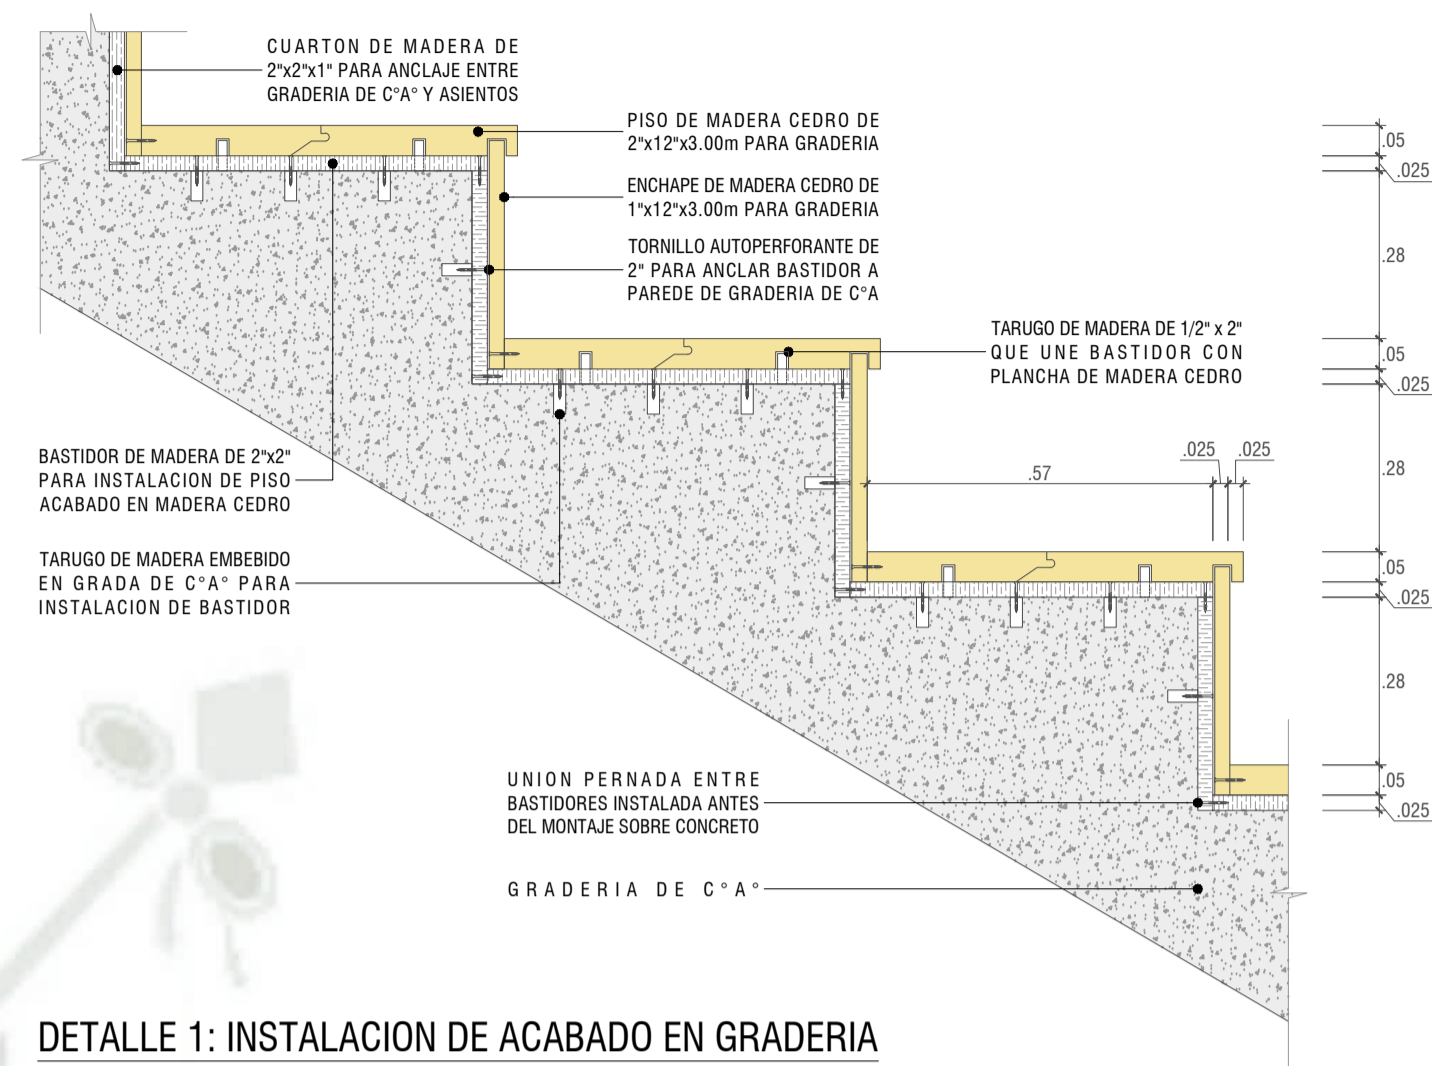 CUARTON DE MADERA DE
2"x2"x1" PARA ANCLAJE ENTRE
GRADERIA DE C°A° Y ASIENTOS
PISO DE MADERA CEDRO DE
2"x12"x3.00m PARA GRADERIA
ENCHAPE DE MADERA CEDRO DE
1"x12"x3.00m PARA GRADERIA
TORNILLO AUTOPERFORANTE DE
2" PARA ANCLAR BASTIDOR A
PARED DE GRADERIA DE C°A
TARUGO DE MADERA DE 1/2" x 2"
QUE UNE BASTIDOR CON
PLANCHA DE MADERA CEDRO
BASTIDOR DE MADERA DE 2"x2"
PARA INSTALACION DE PISO
ACABADO EN MADERA CEDRO
TARUGO DE MADERA EMBEBIDO
EN GRADA DE C°A° PARA
INSTALACION DE BASTIDOR
UNION PERNADA ENTRE
BASTIDORES INSTALADA ANTES
DEL MONTAJE SOBRE CONCRETO
GRADERIA DE C°A°
.57
.025 .025
.05
.025
.28
.05
.025
.28
.05
.025
.28
.05
.025
DETALLE 1: INSTALACION DE ACABADO EN GRADERIA